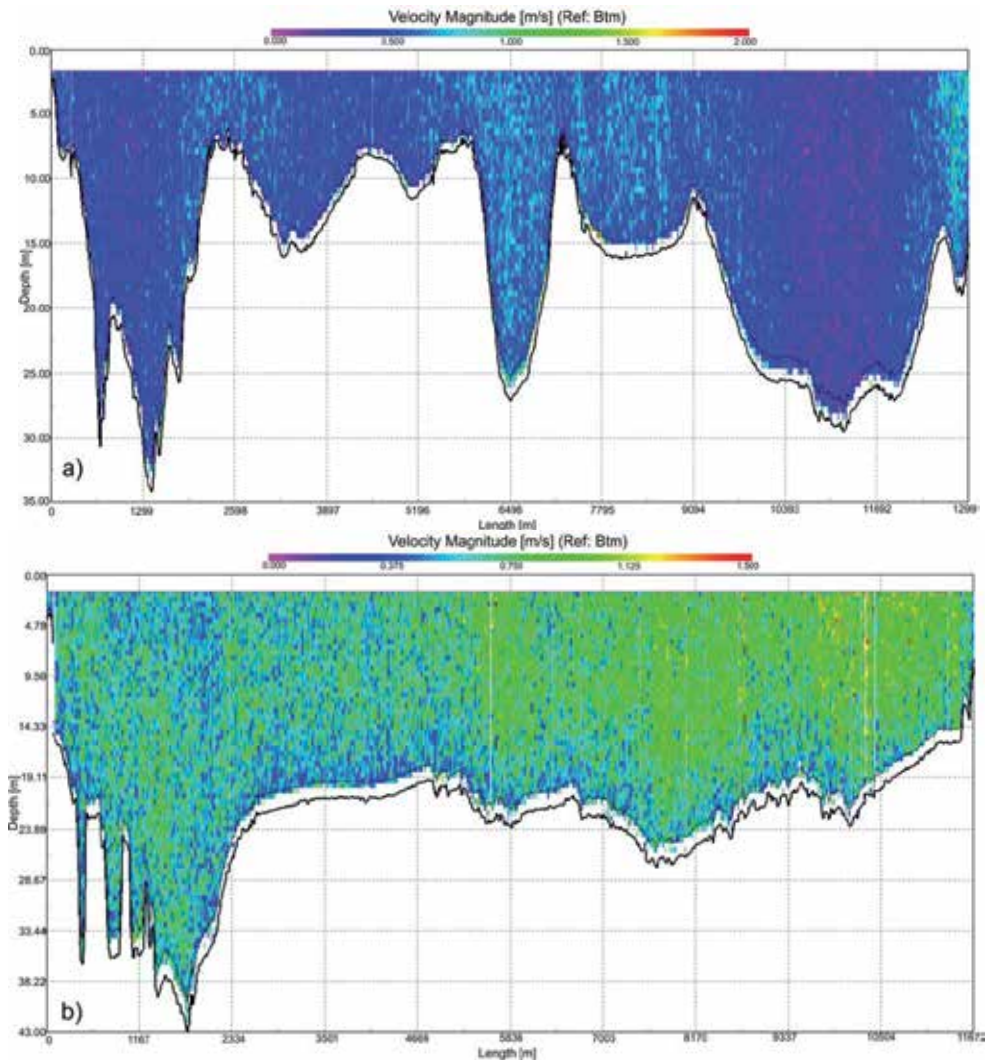 Velocity Magnitude [m/s] (Ref: Btm)
0.000 0.500 1.000 1.500 2.000
0.00
5.00
10.00
15.00
20.00
25.00
30.00
35.00
Depth [m]
a)
0 1299 2598 3897 5196 6496 7795 9094 10393 11692 1299
Length [m]
Velocity Magnitude [m/s] (Ref: Btm)
0.000 0.375 0.750 1.125 1.500
0.00
4.78
9.56
14.33
19.11
23.89
28.67
33.44
38.22
43.00
Depth [m]
b)
0 1167 2334 3501 4669 5836 7003 8170 9337 10504 11672
Length [m]